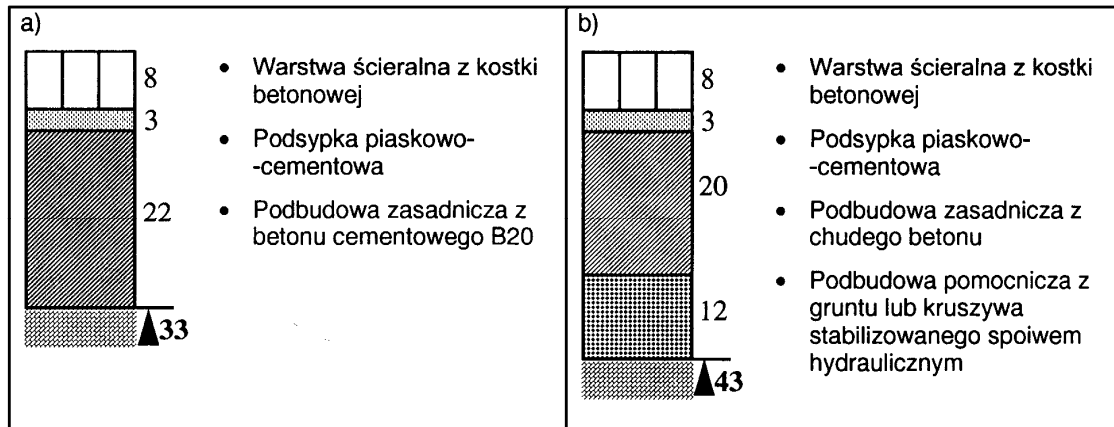 a)
8
3
22
33
• Warstwa ścieralna z kostki
betonowej
• Podsypka piaskowo-
-cementowa
• Podbudowa zasadnicza z
betonu cementowego B20
b)
8
3
20
12
43
• Warstwa ścieralna z kostki
betonowej
• Podsypka piaskowo-
-cementowa
• Podbudowa zasadnicza z
chudego betonu
• Podbudowa pomocnicza z
gruntu lub kruszywa
stabilizowanego spoiwem
hydraulicznym